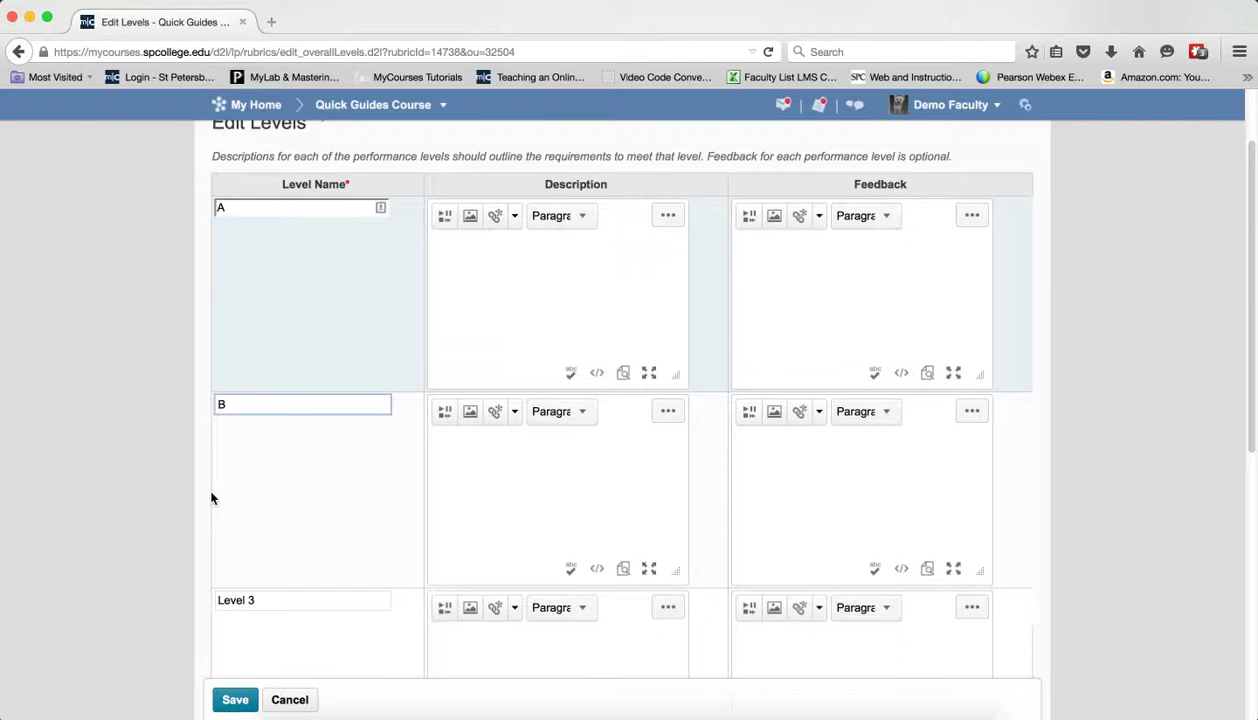 Edit Levels - Quick Guides ...
https://mycourses.spcollege.edu/d2l/lp/rubrics/edit_overallLevels.d2l?rubricId=14738&ou=32504
Search
Most Visited
Login - St Petersb...
MyLab & Mastering...
MyCourses Tutorials
Teaching an Onlin...
Video Code Conve...
Faculty List LMS C...
Web and Instructio...
Pearson Webex E...
Amazon.com: You...
My Home
Quick Guides Course
Demo Faculty
Edit Levels
Descriptions for each of the performance levels should outline the requirements to meet that level. Feedback for each performance level is optional.
Level Name* Description Feedback
A
Paragra
Paragra
B
Paragra
Paragra
Level 3
Paragra
Paragra
Save Cancel